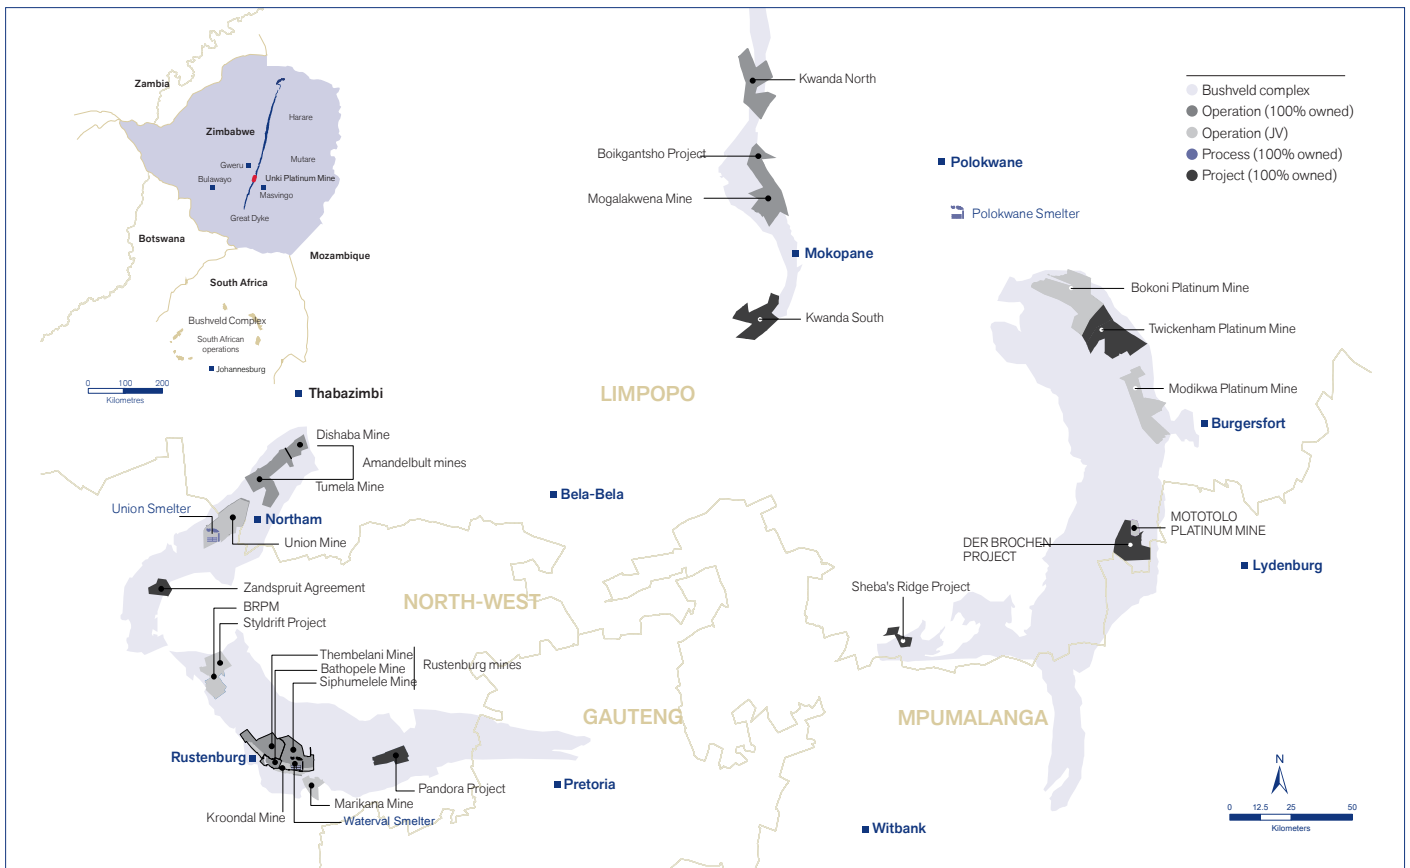 Zambia
Zimbabwe
Harare
Mutare
Gweru
Unki Platinum Mine
Bulawayo
Masvingo
Great Dyke
Botswana
Mozambique
South Africa
Bushveld Complex
South African
operations
Johannesburg
0 100 200
Kilometres
Kwanda North
Boikgantsho Project
Mogalakwena Mine
Mokopane
Kwanda South
Polokwane
Polokwane Smelter
Bushveld complex
Operation (100% owned)
Operation (JV)
Process (100% owned)
Project (100% owned)
Bokoni Platinum Mine
Twickenham Platinum Mine
Modikwa Platinum Mine
Burgersfort
LIMPOPO
Thabazimbi
Dishaba Mine
Amandelbult mines
Tumela Mine
Union Smelter
Northam
Union Mine
Bela-Bela
MOTOTOLO
PLATINUM MINE
DER BROCHEN
PROJECT
Lydenburg
Sheba's Ridge Project
Zandspruit Agreement
BRPM
Styldrift Project
NORTH-WEST
Thembelani Mine
Bathopele Mine
Siphumelele Mine
Rustenburg mines
GAUTENG
MPUMALANGA
Rustenburg
Pandora Project
Pretoria
Marikana Mine
Kroondal Mine
Waterval Smelter
Witbank
N
0 12.5 25 50
Kilometers